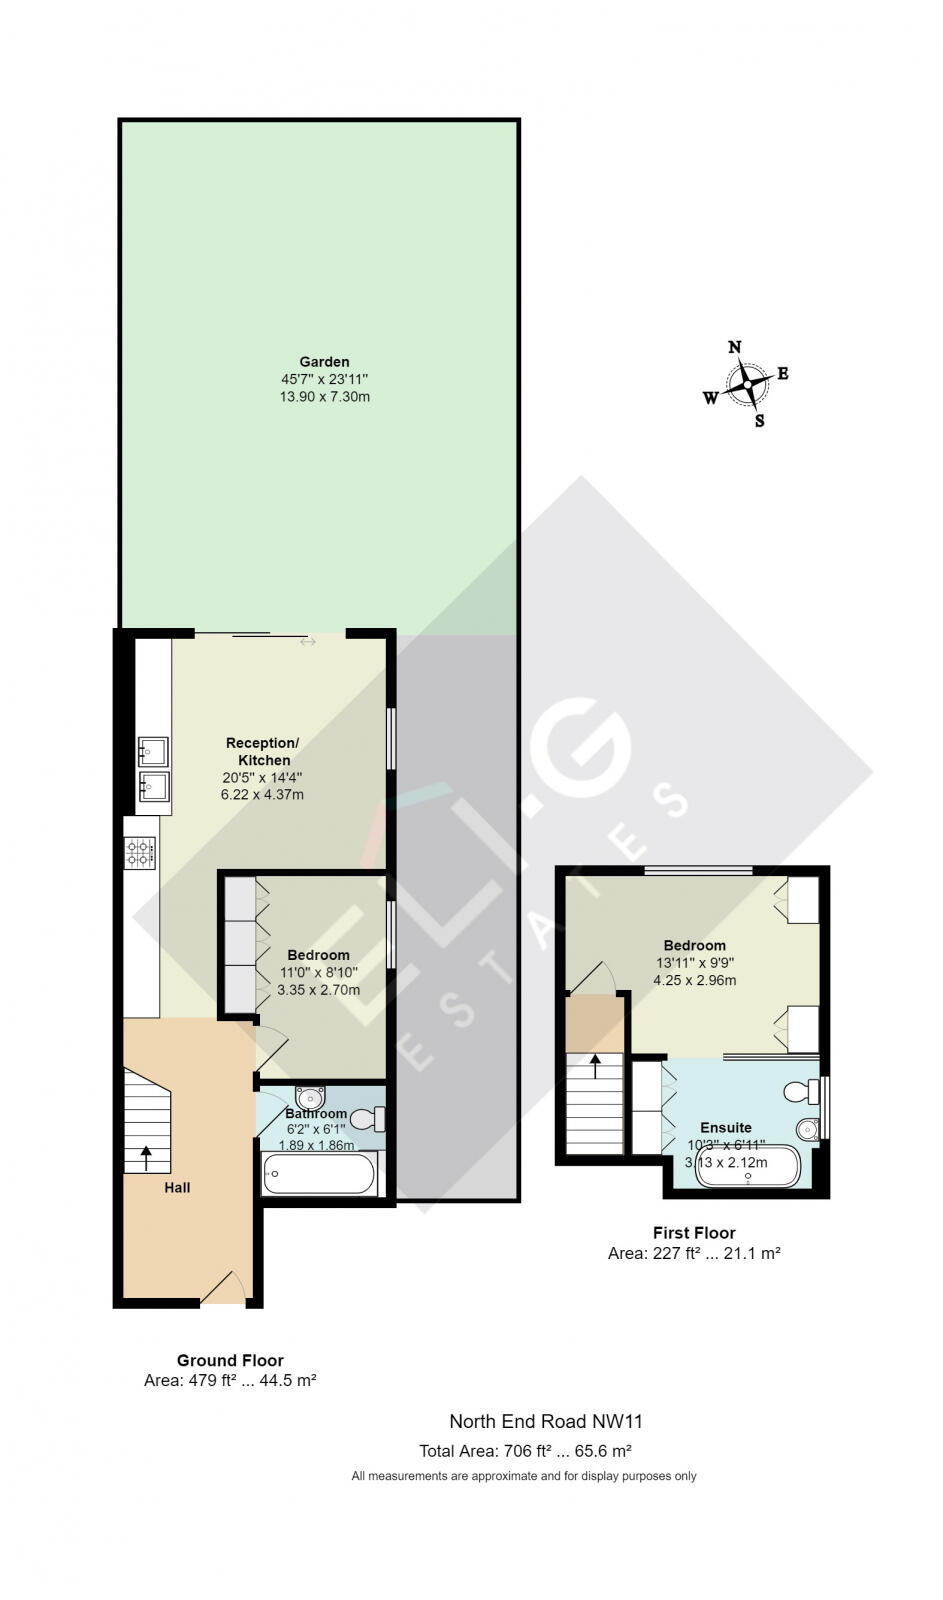 Garden
45'7" x 23'11"
13.90 x 7.30m
N
E
W
S
Reception/
Kitchen
20'5" x 14'4"
6.22 x 4.37m
ELI.G
ESTATES
Bedroom
11'0" x 8'10"
3.35 x 2.70m
Bedroom
13'11" x 9'9"
4.25 x 2.96m
Bathroom
6'2" x 6'1"
1.89 x 1.86m
Ensuite
10'3" x 6'11"
3.13 x 2.12m
Hall
First Floor
Area: 227 ft² ... 21.1 m²
Ground Floor
Area: 479 ft² ... 44.5 m²
North End Road NW11
Total Area: 706 ft² ... 65.6 m²
All measurements are approximate and for display purposes only